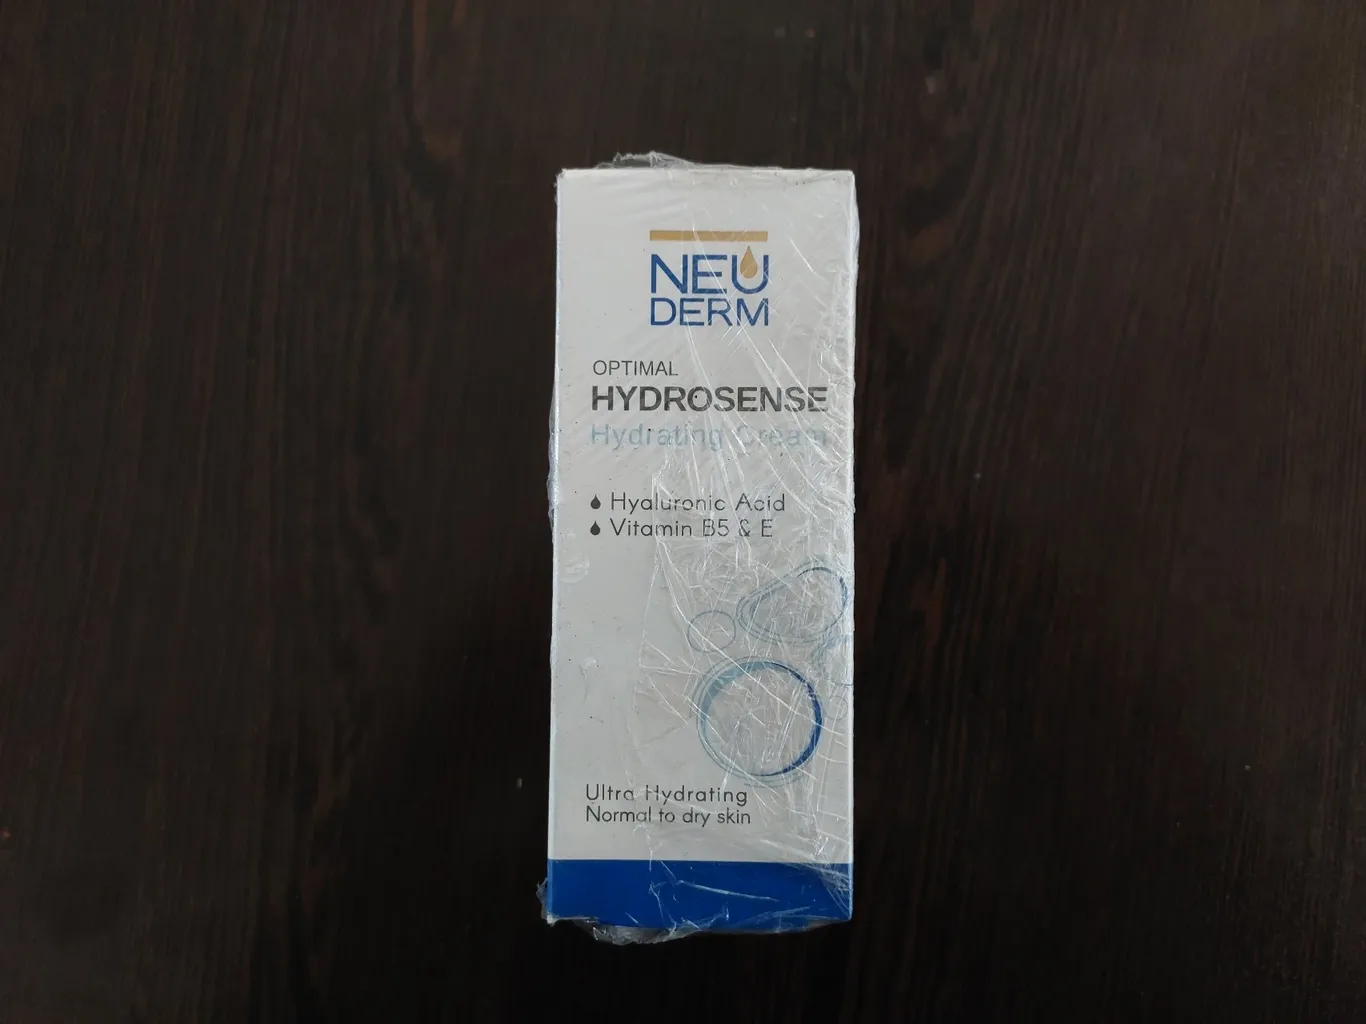 NEU
DERM
OPTIMAL
HYDROSENSE
Hydrating Cream
Hyaluronic Acid
Vitamin B5 & E
Ultra Hydrating
Normal to dry skin